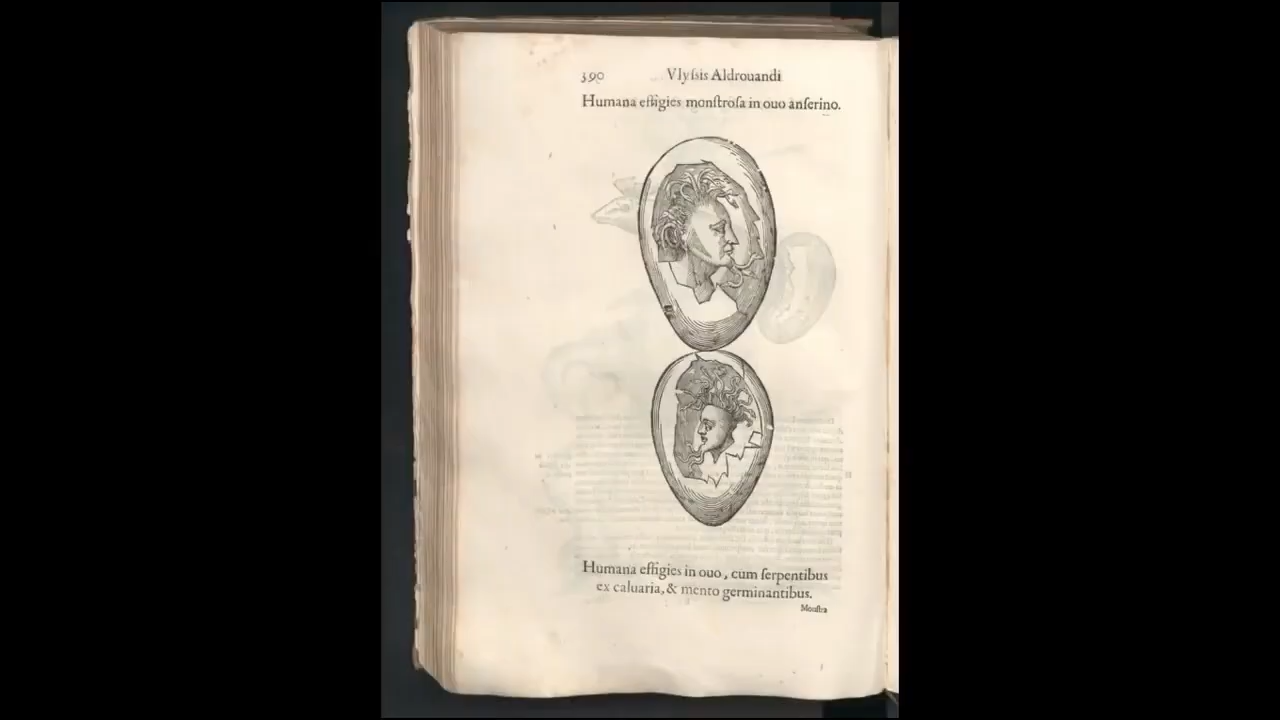 390 Vlyſsis Aldrouandi
Humana effigies monſtroſa in ouo anſerino.
Humana effigies in ouo, cum ſerpentibus
ex caluaria, & mento germinantibus.
Monſtra